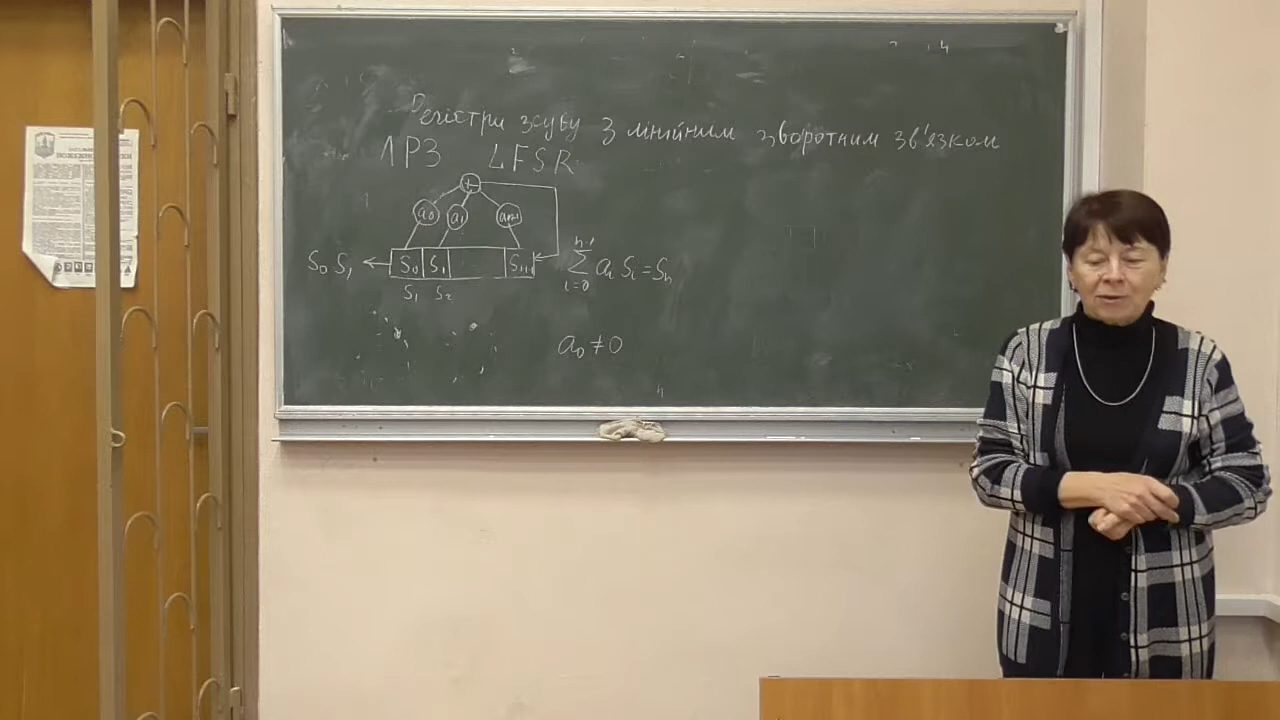 Регістри зсуву з лінійним зворотним зв'язком
ЛРЗ LFSR
+
a₀ a₁ aₙ₋₁
S₀ S₁ ← S₀ S₁ Sₙ₋₁
S₁ S₂
n-1
∑ aᵢ Sᵢ = Sₙ
i=0
a₀ ≠ 0